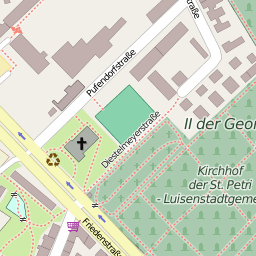 Pufendorfstraße
Diestelmeyerstraße
II der Geor
Kirchhof
der St. Petri
- Luisenstadtgeme
Friedenstraße